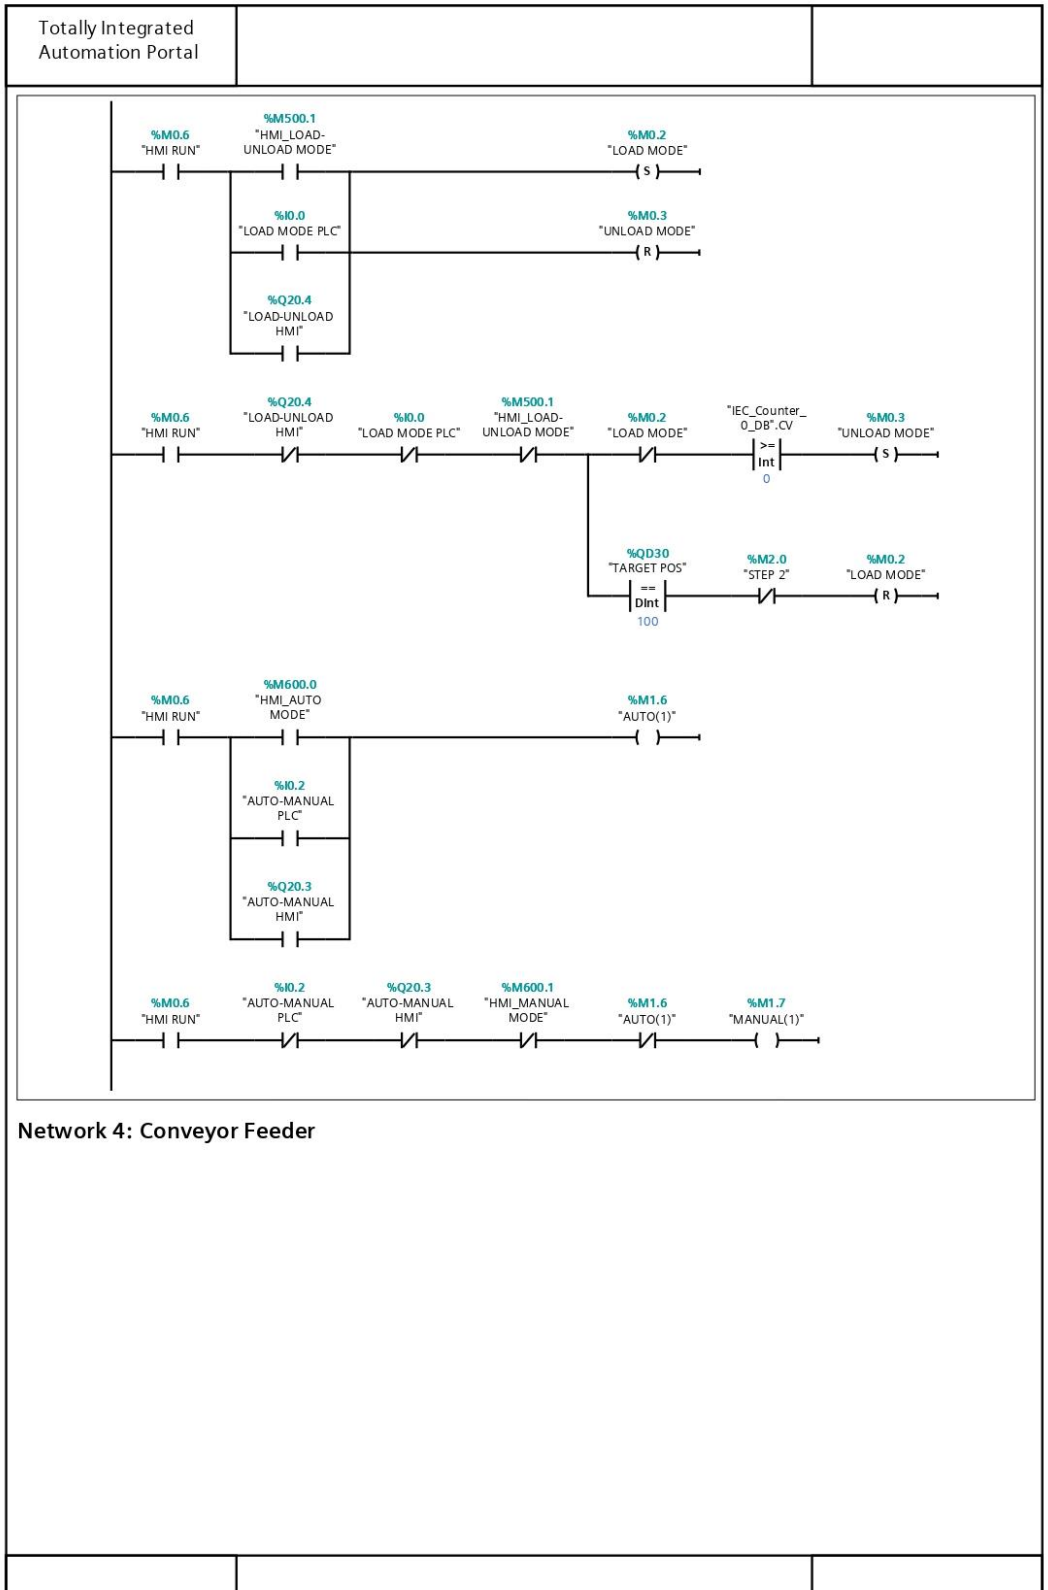 Totally Integrated
Automation Portal
%M0.6
"HMI RUN"
%M500.1
"HMI_LOAD-
UNLOAD MODE"
%M0.2
"LOAD MODE"
S
%I0.0
"LOAD MODE PLC"
%M0.3
"UNLOAD MODE"
R
%Q20.4
"LOAD-UNLOAD
HMI"
%M0.6
"HMI RUN"
%Q20.4
"LOAD-UNLOAD
HMI"
%I0.0
"LOAD MODE PLC"
%M500.1
"HMI_LOAD-
UNLOAD MODE"
%M0.2
"LOAD MODE"
"IEC_Counter_
0_DB".CV
>=
Int
0
%M0.3
"UNLOAD MODE"
S
%QD30
"TARGET POS"
==
DInt
100
%M2.0
"STEP 2"
%M0.2
"LOAD MODE"
R
%M0.6
"HMI RUN"
%M600.0
"HMI_AUTO
MODE"
%M1.6
"AUTO(1)"
%I0.2
"AUTO-MANUAL
PLC"
%Q20.3
"AUTO-MANUAL
HMI"
%M0.6
"HMI RUN"
%I0.2
"AUTO-MANUAL
PLC"
%Q20.3
"AUTO-MANUAL
HMI"
%M600.1
"HMI_MANUAL
MODE"
%M1.6
"AUTO(1)"
%M1.7
"MANUAL(1)"
Network 4: Conveyor Feeder